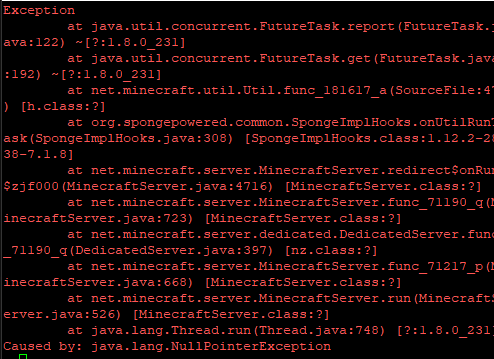 Exception
at java.util.concurrent.FutureTask.report(FutureTask.j
ava:122) ~[?:1.8.0_231]
at java.util.concurrent.FutureTask.get(FutureTask.java
:192) ~[?:1.8.0_231]
at net.minecraft.util.Util.func_181617_a(SourceFile:47
) [h.class:?]
at org.spongepowered.common.SpongeImplHooks.onUtilRunT
ask(SpongeImplHooks.java:308) [SpongeImplHooks.class:1.12.2-28
38-7.1.8]
at net.minecraft.server.MinecraftServer.redirect$onRun
$zjf000(MinecraftServer.java:4716) [MinecraftServer.class:?]
at net.minecraft.server.MinecraftServer.func_71190_q(M
inecraftServer.java:723) [MinecraftServer.class:?]
at net.minecraft.server.dedicated.DedicatedServer.func
_71190_q(DedicatedServer.java:397) [nz.class:?]
at net.minecraft.server.MinecraftServer.func_71217_p(M
inecraftServer.java:668) [MinecraftServer.class:?]
at net.minecraft.server.MinecraftServer.run(MinecraftS
erver.java:526) [MinecraftServer.class:?]
at java.lang.Thread.run(Thread.java:748) [?:1.8.0_231]
Caused by: java.lang.NullPointerException